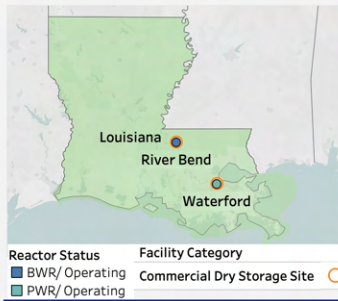 Louisiana
River Bend
Waterford
Reactor Status
BWR/ Operating
PWR/ Operating
Facility Category
Commercial Dry Storage Site